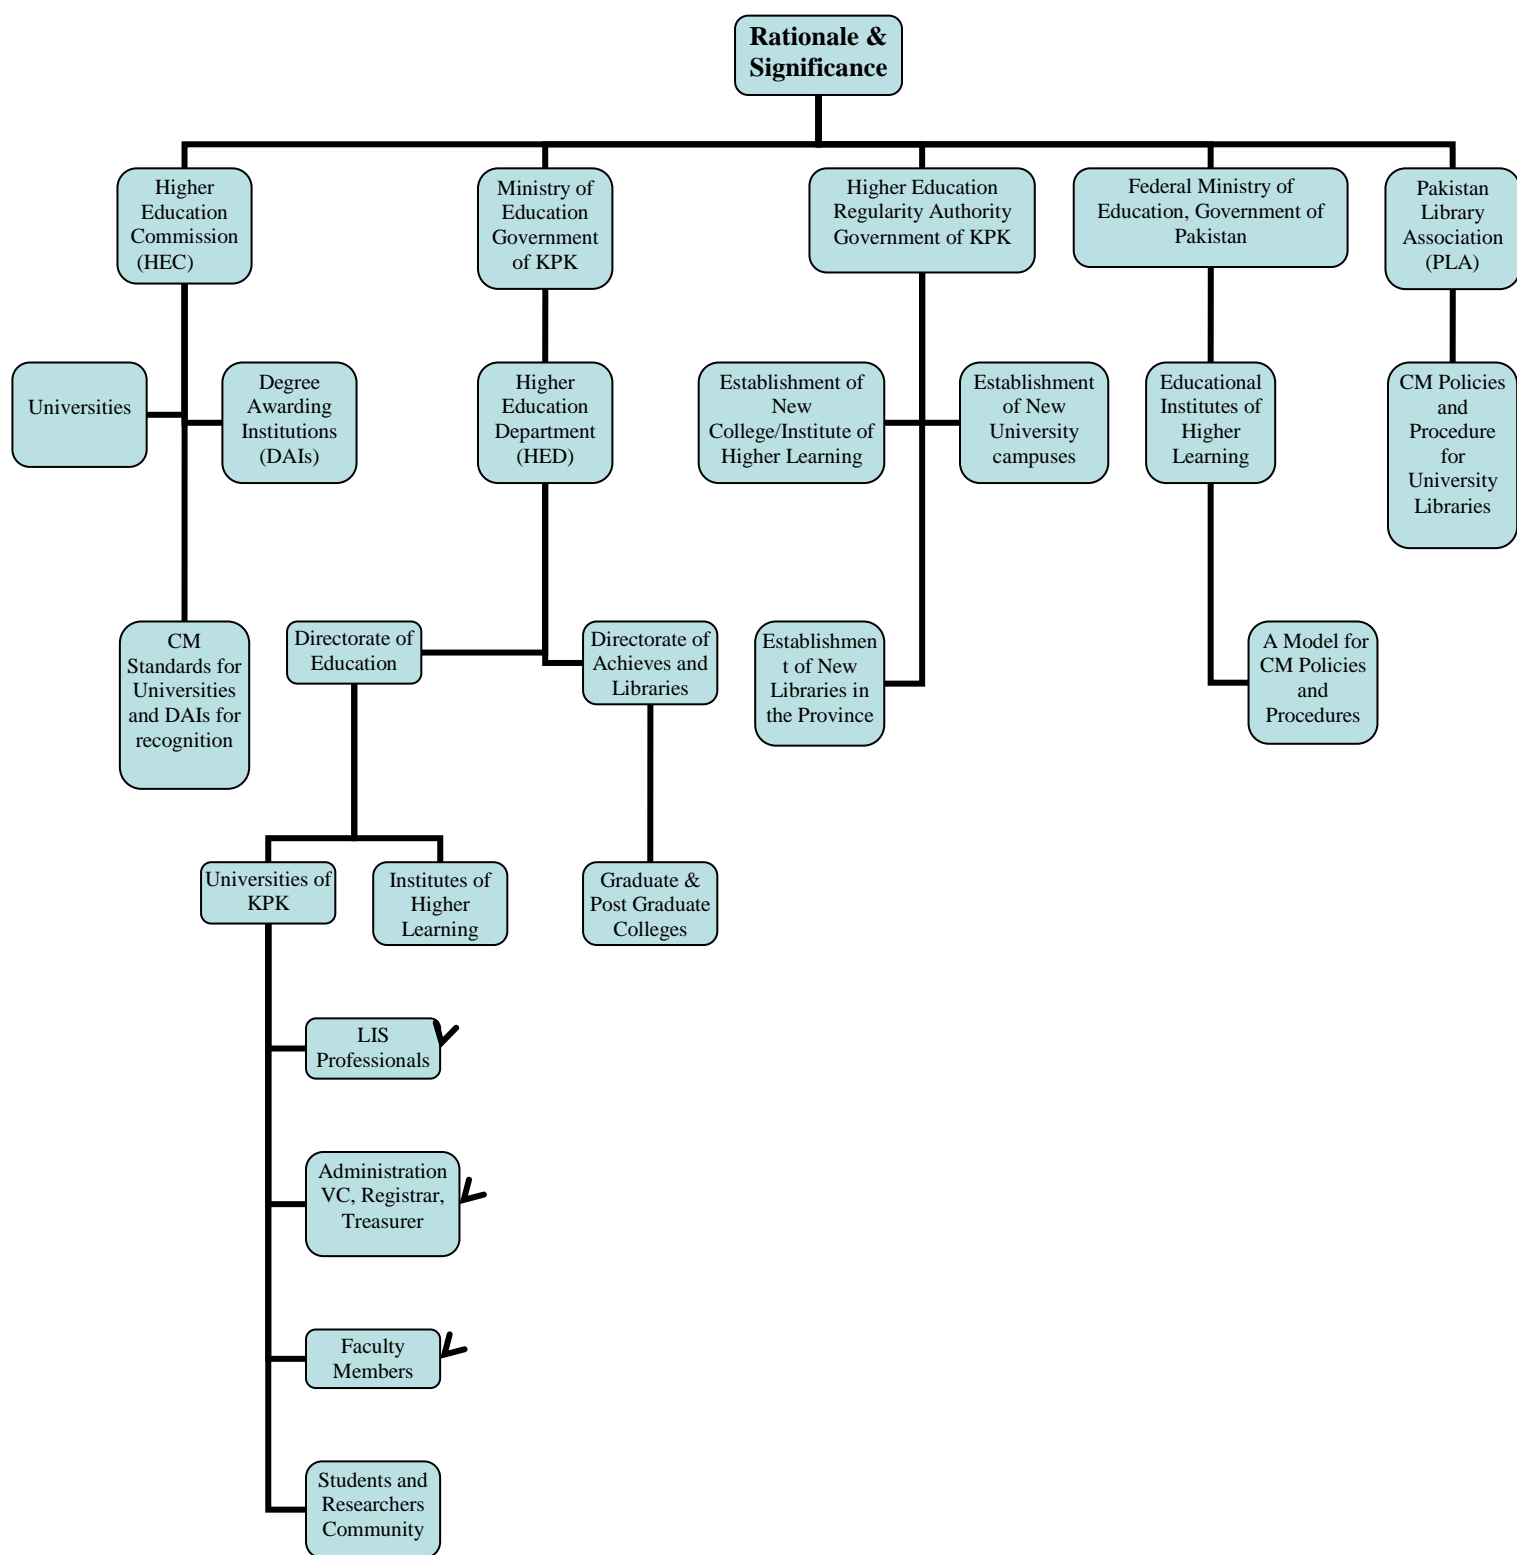 Rationale &
Significance
Higher
Education
Commission
(HEC)
Ministry of
Education
Government
of KPK
Higher Education
Regularity Authority
Government of KPK
Federal Ministry of
Education, Government of
Pakistan
Pakistan
Library
Association
(PLA)
Universities
Degree
Awarding
Institutions
(DAIs)
Higher
Education
Department
(HED)
Establishment of
New
College/Institute of
Higher Learning
Establishment
of New
University
campuses
Educational
Institutes of
Higher
Learning
CM Policies
and
Procedure
for
University
Libraries
CM
Standards for
Universities
and DAIs for
recognition
Directorate of
Education
Directorate of
Achieves and
Libraries
Establishmen
t of New
Libraries in
the Province
A Model for
CM Policies
and
Procedures
Universities of
KPK
Institutes of
Higher
Learning
Graduate &
Post Graduate
Colleges
LIS
Professionals
Administration
VC, Registrar,
Treasurer
Faculty
Members
Students and
Researchers
Community